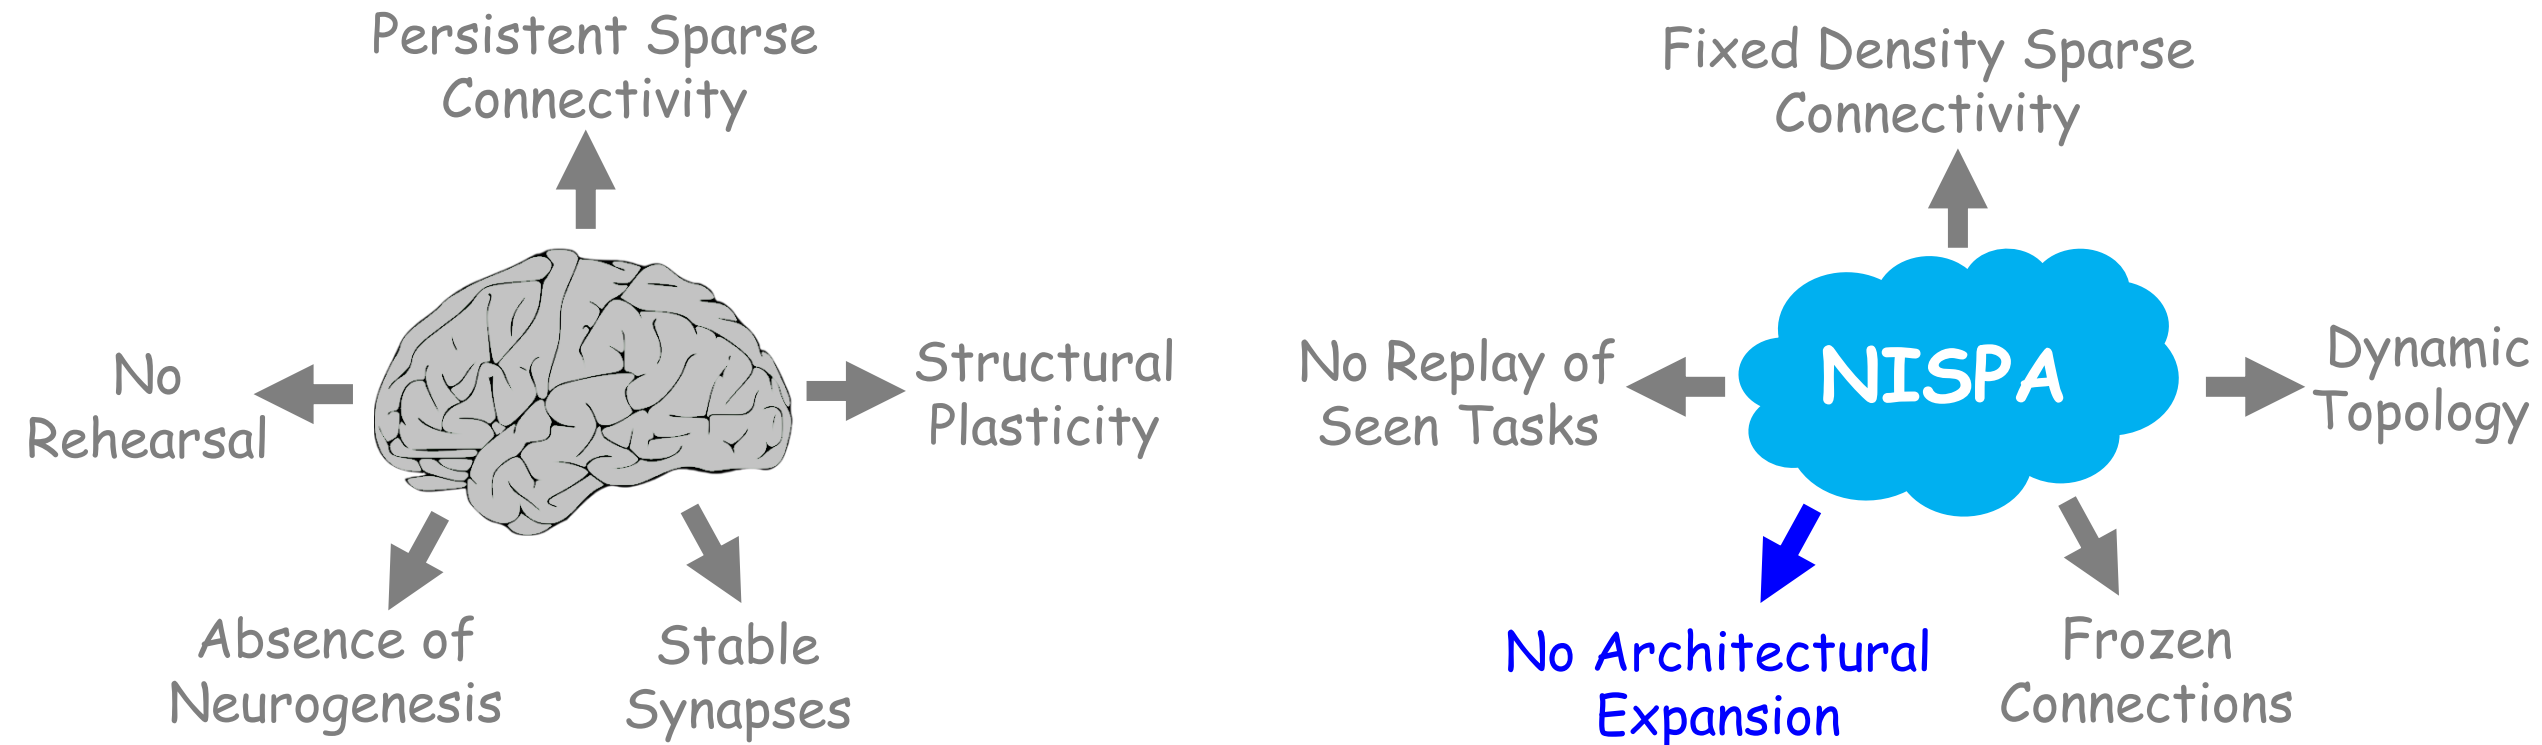 Persistent Sparse
Connectivity
No
Rehearsal
Structural
Plasticity
Absence of
Neurogenesis
Stable
Synapses
Fixed Density Sparse
Connectivity
No Replay of
Seen Tasks
NISPA
Dynamic
Topology
No Architectural
Expansion
Frozen
Connections